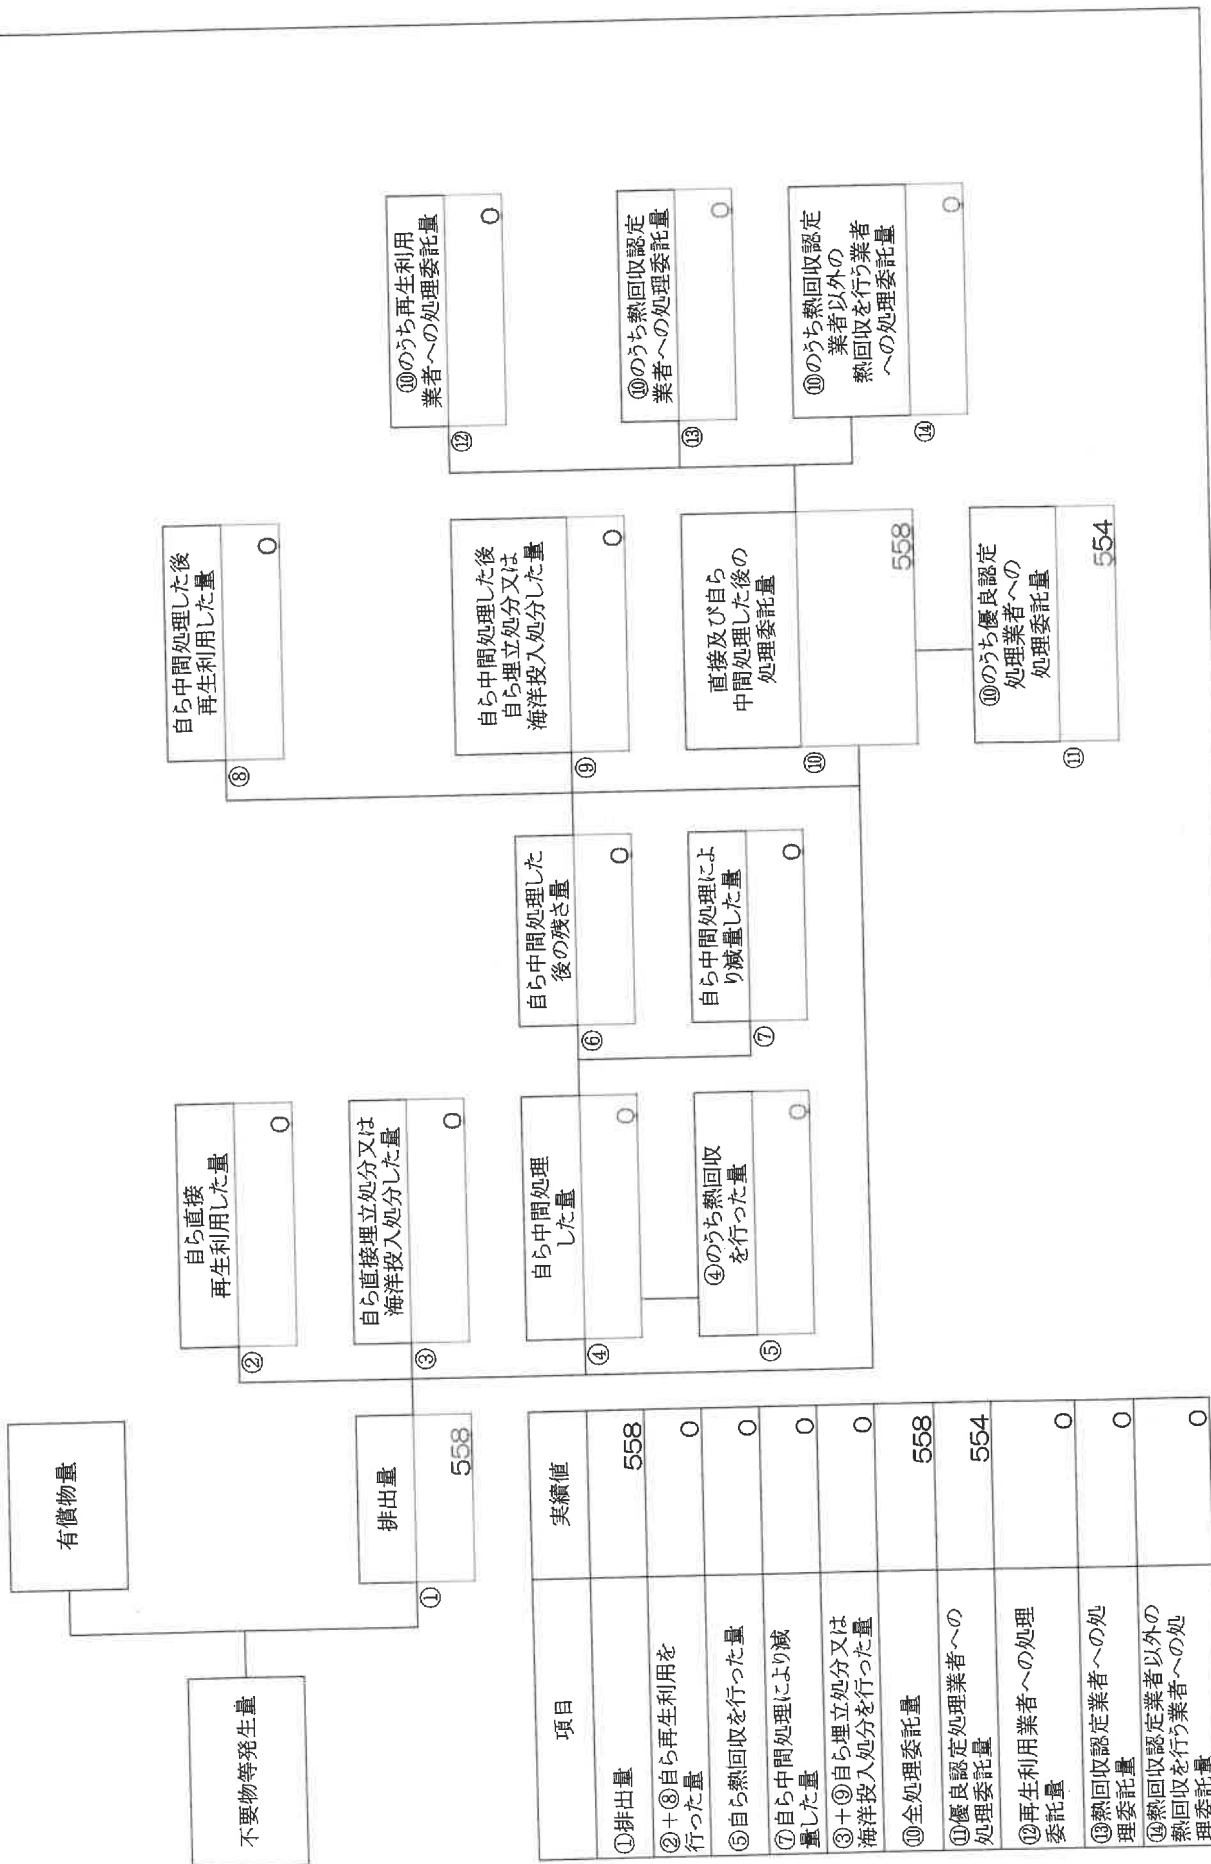 不要物等発生量
有償物量
排出量
①
558
自ら直接
再生利用した量
②
0
自ら直接埋立処分又は
海洋投入処分した量
③
0
自ら中間処理
した量
④
0
④のうち熱回収
を行った量
⑤
0
自ら中間処理した
後の残さ量
⑥
0
自ら中間処理によ
り減量した量
⑦
0
自ら中間処理した後
再生利用した量
⑧
0
自ら中間処理した後
自ら埋立処分又は
海洋投入処分した量
⑨
0
直接及び自ら
中間処理した後の
処理委託量
⑩
558
⑩のうち優良認定
処理業者への
処理委託量
⑪
554
⑩のうち再生利用
業者への処理委託量
⑫
0
⑩のうち熱回収認定
業者への処理委託量
⑬
0
⑩のうち熱回収認定
業者以外の
熱回収を行う業者
への処理委託量
⑭
0
項目 実績値
①排出量 558
②+⑧自ら再生利用を
行った量 0
⑤自ら熱回収を行った量 0
⑦自ら中間処理により減
量した量 0
③+⑨自ら埋立処分又は
海洋投入処分を行った量 0
⑩全処理委託量 558
⑪優良認定処理業者への
処理委託量 554
⑫再生利用業者への処理
委託量 0
⑬熱回収認定業者への処
理委託量 0
⑭熱回収認定業者以外の
熱回収を行う業者への処
理委託量 0